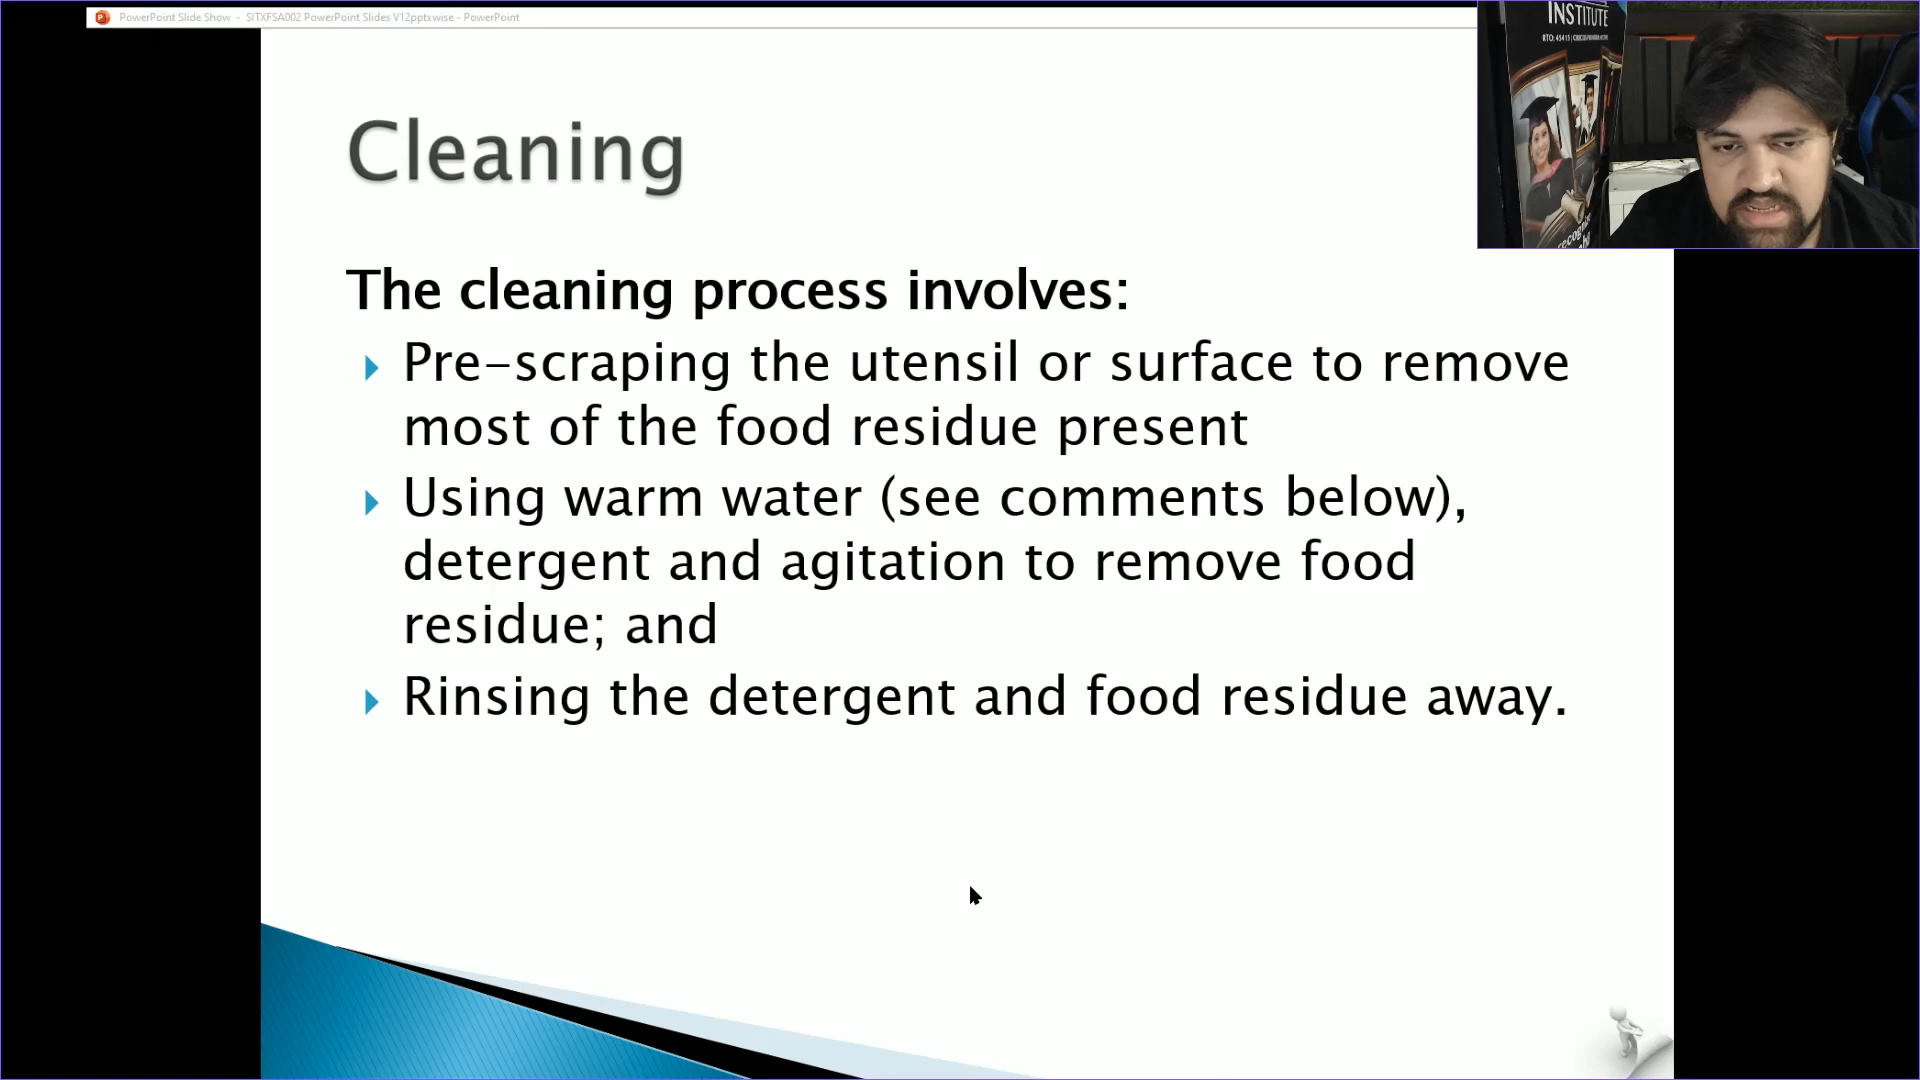 PowerPoint Slide Show - SITXFSA002 PowerPoint Slides V12pptxwise - PowerPoint
INSTITUTE
Cleaning
The cleaning process involves:
Pre-scraping the utensil or surface to remove
most of the food residue present
Using warm water (see comments below),
detergent and agitation to remove food
residue; and
Rinsing the detergent and food residue away.